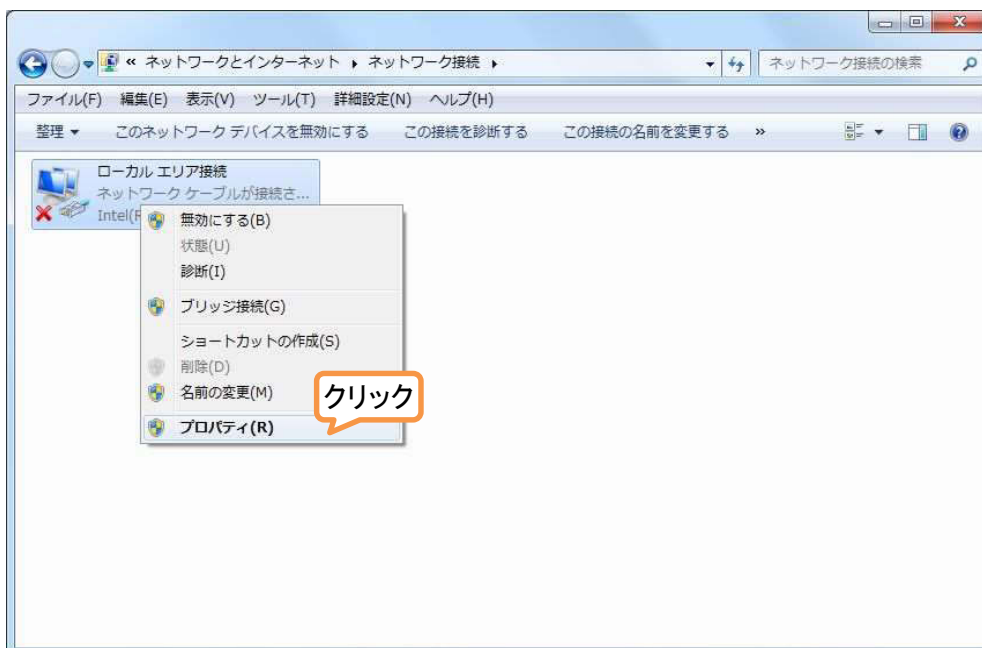 « ネットワークとインターネット ▸ ネットワーク接続 ▸ ネットワーク接続の検索
ファイル(F) 編集(E) 表示(V) ツール(T) 詳細設定(N) ヘルプ(H)
整理 ▼ このネットワーク デバイスを無効にする この接続を診断する この接続の名前を変更する »
ローカル エリア接続
ネットワーク ケーブルが接続さ...
Intel(
無効にする(B)
状態(U)
診断(I)
ブリッジ接続(G)
ショートカットの作成(S)
削除(D)
名前の変更(M)
クリック
プロパティ(R)